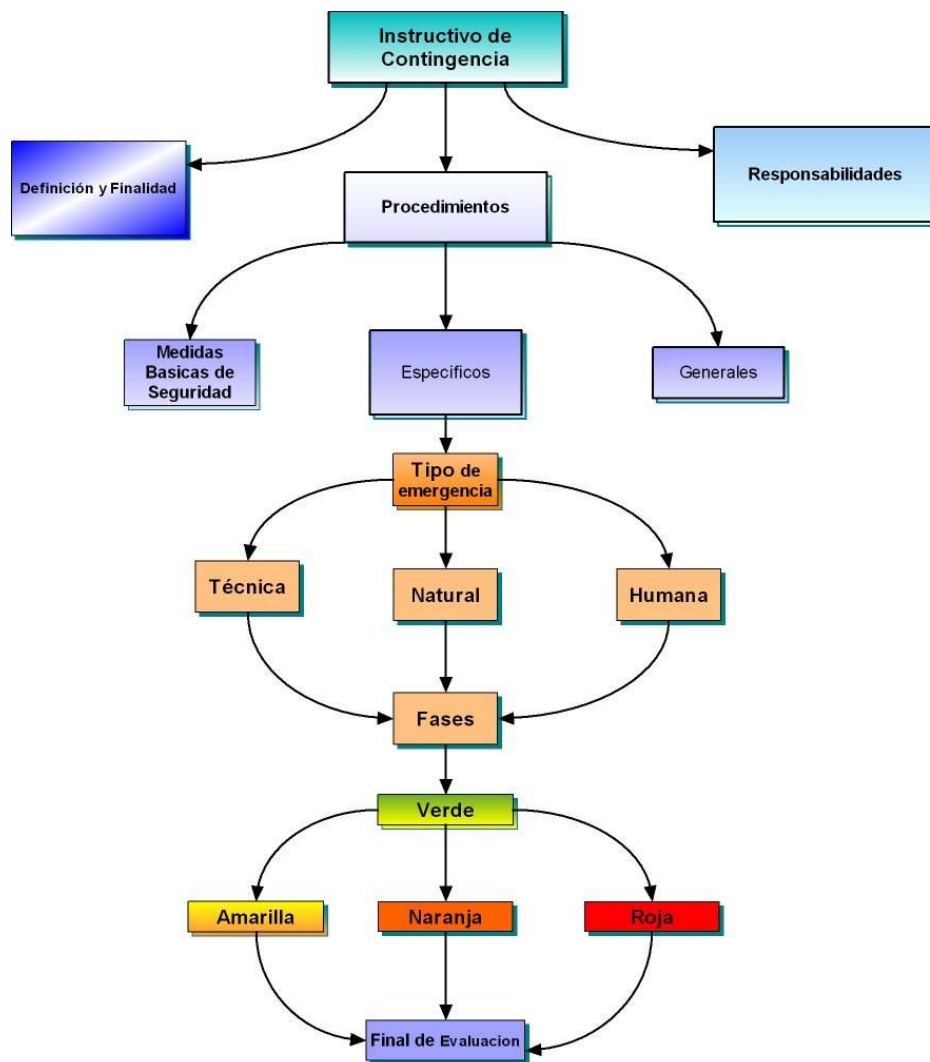 Instructivo de
Contingencia
Definición y Finalidad
Procedimientos
Responsabilidades
Medidas
Basicas de
Seguridad
Especificos
Generales
Tipo de
emergencia
Técnica
Natural
Humana
Fases
Verde
Amarilla
Naranja
Roja
Final de Evaluacion